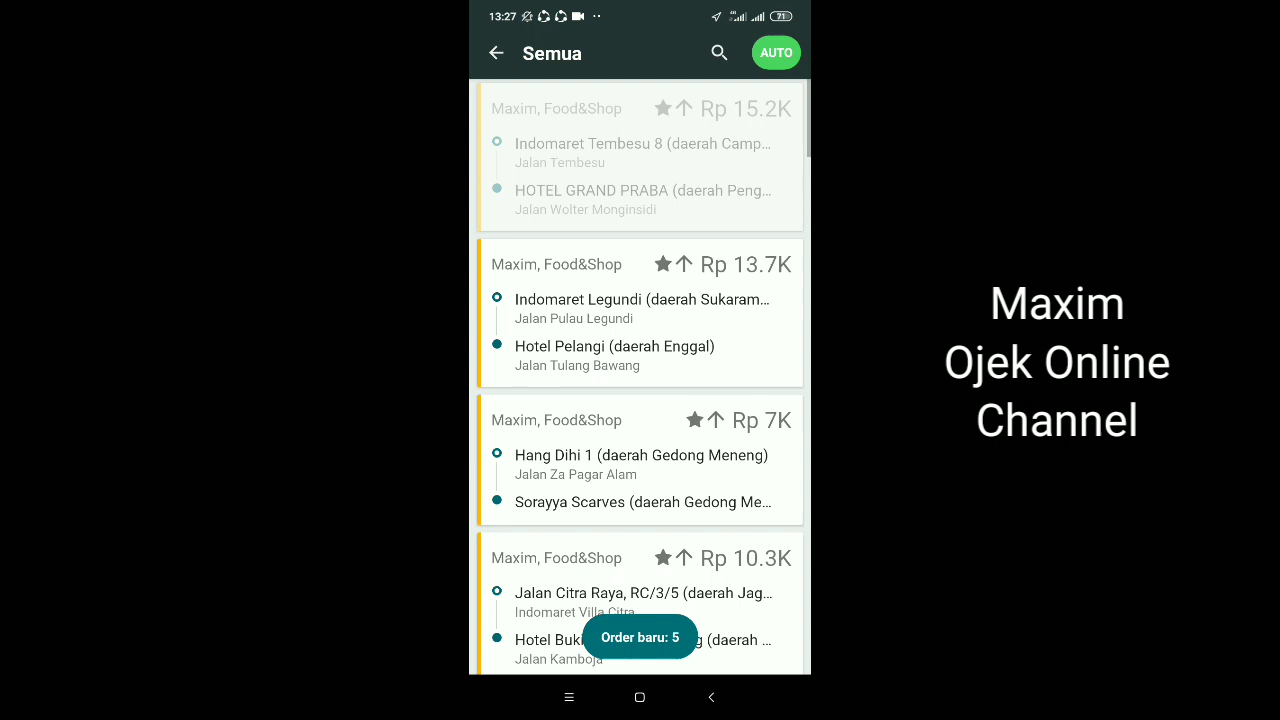 13:27
71
Semua
AUTO
Maxim, Food&Shop
Rp 15.2K
Indomaret Tembesu 8 (daerah Camp...
Jalan Tembesu
HOTEL GRAND PRABA (daerah Peng...
Jalan Wolter Monginsidi
Maxim, Food&Shop
Rp 13.7K
Indomaret Legundi (daerah Sukaram...
Jalan Pulau Legundi
Hotel Pelangi (daerah Enggal)
Jalan Tulang Bawang
Maxim, Food&Shop
Rp 7K
Hang Dihi 1 (daerah Gedong Meneng)
Jalan Za Pagar Alam
Sorayya Scarves (daerah Gedong Me...
Maxim, Food&Shop
Rp 10.3K
Jalan Citra Raya, RC/3/5 (daerah Jag...
Indomaret Villa Citra
Hotel (daerah ...
Jalan Kamboja
Order baru: 5
Maxim
Ojek Online
Channel